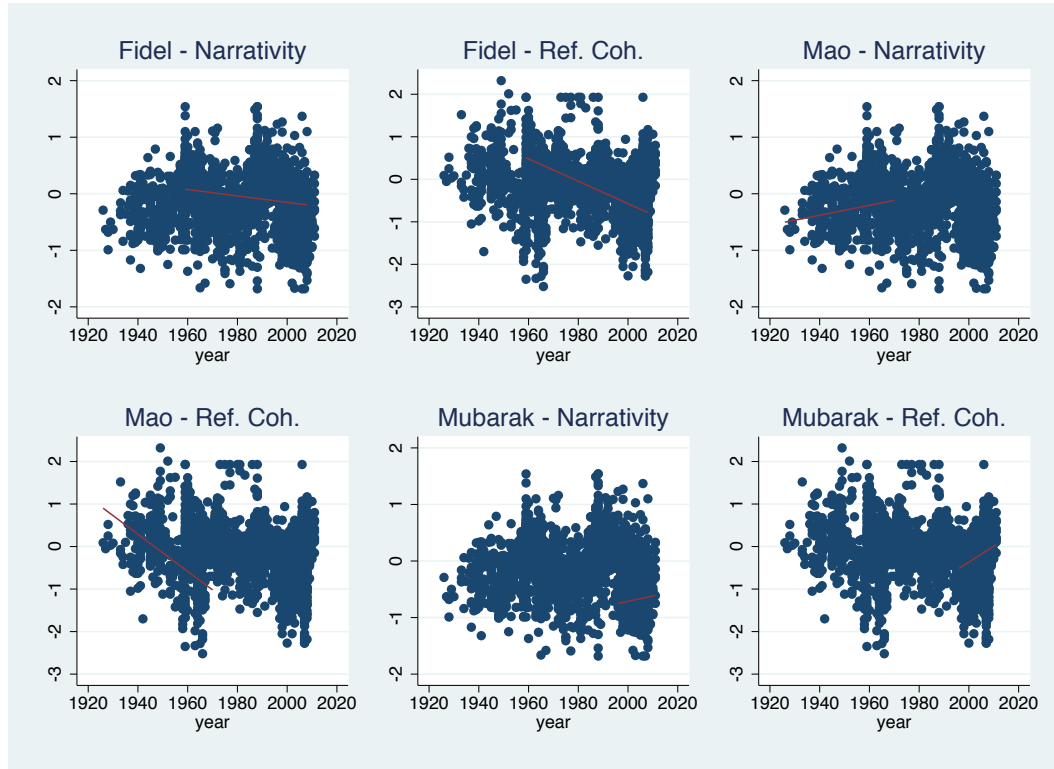 Fidel - Narrativity
2
1
0
-1
-2
1920 1940 1960 1980 2000 2020
year
Fidel - Ref. Coh.
2
1
0
-1
-2
-3
1920 1940 1960 1980 2000 2020
year
Mao - Narrativity
2
1
0
-1
-2
1920 1940 1960 1980 2000 2020
year
Mao - Ref. Coh.
2
1
0
-1
-2
-3
1920 1940 1960 1980 2000 2020
year
Mubarak - Narrativity
2
1
0
-1
-2
1920 1940 1960 1980 2000 2020
year
Mubarak - Ref. Coh.
2
1
0
-1
-2
-3
1920 1940 1960 1980 2000 2020
year